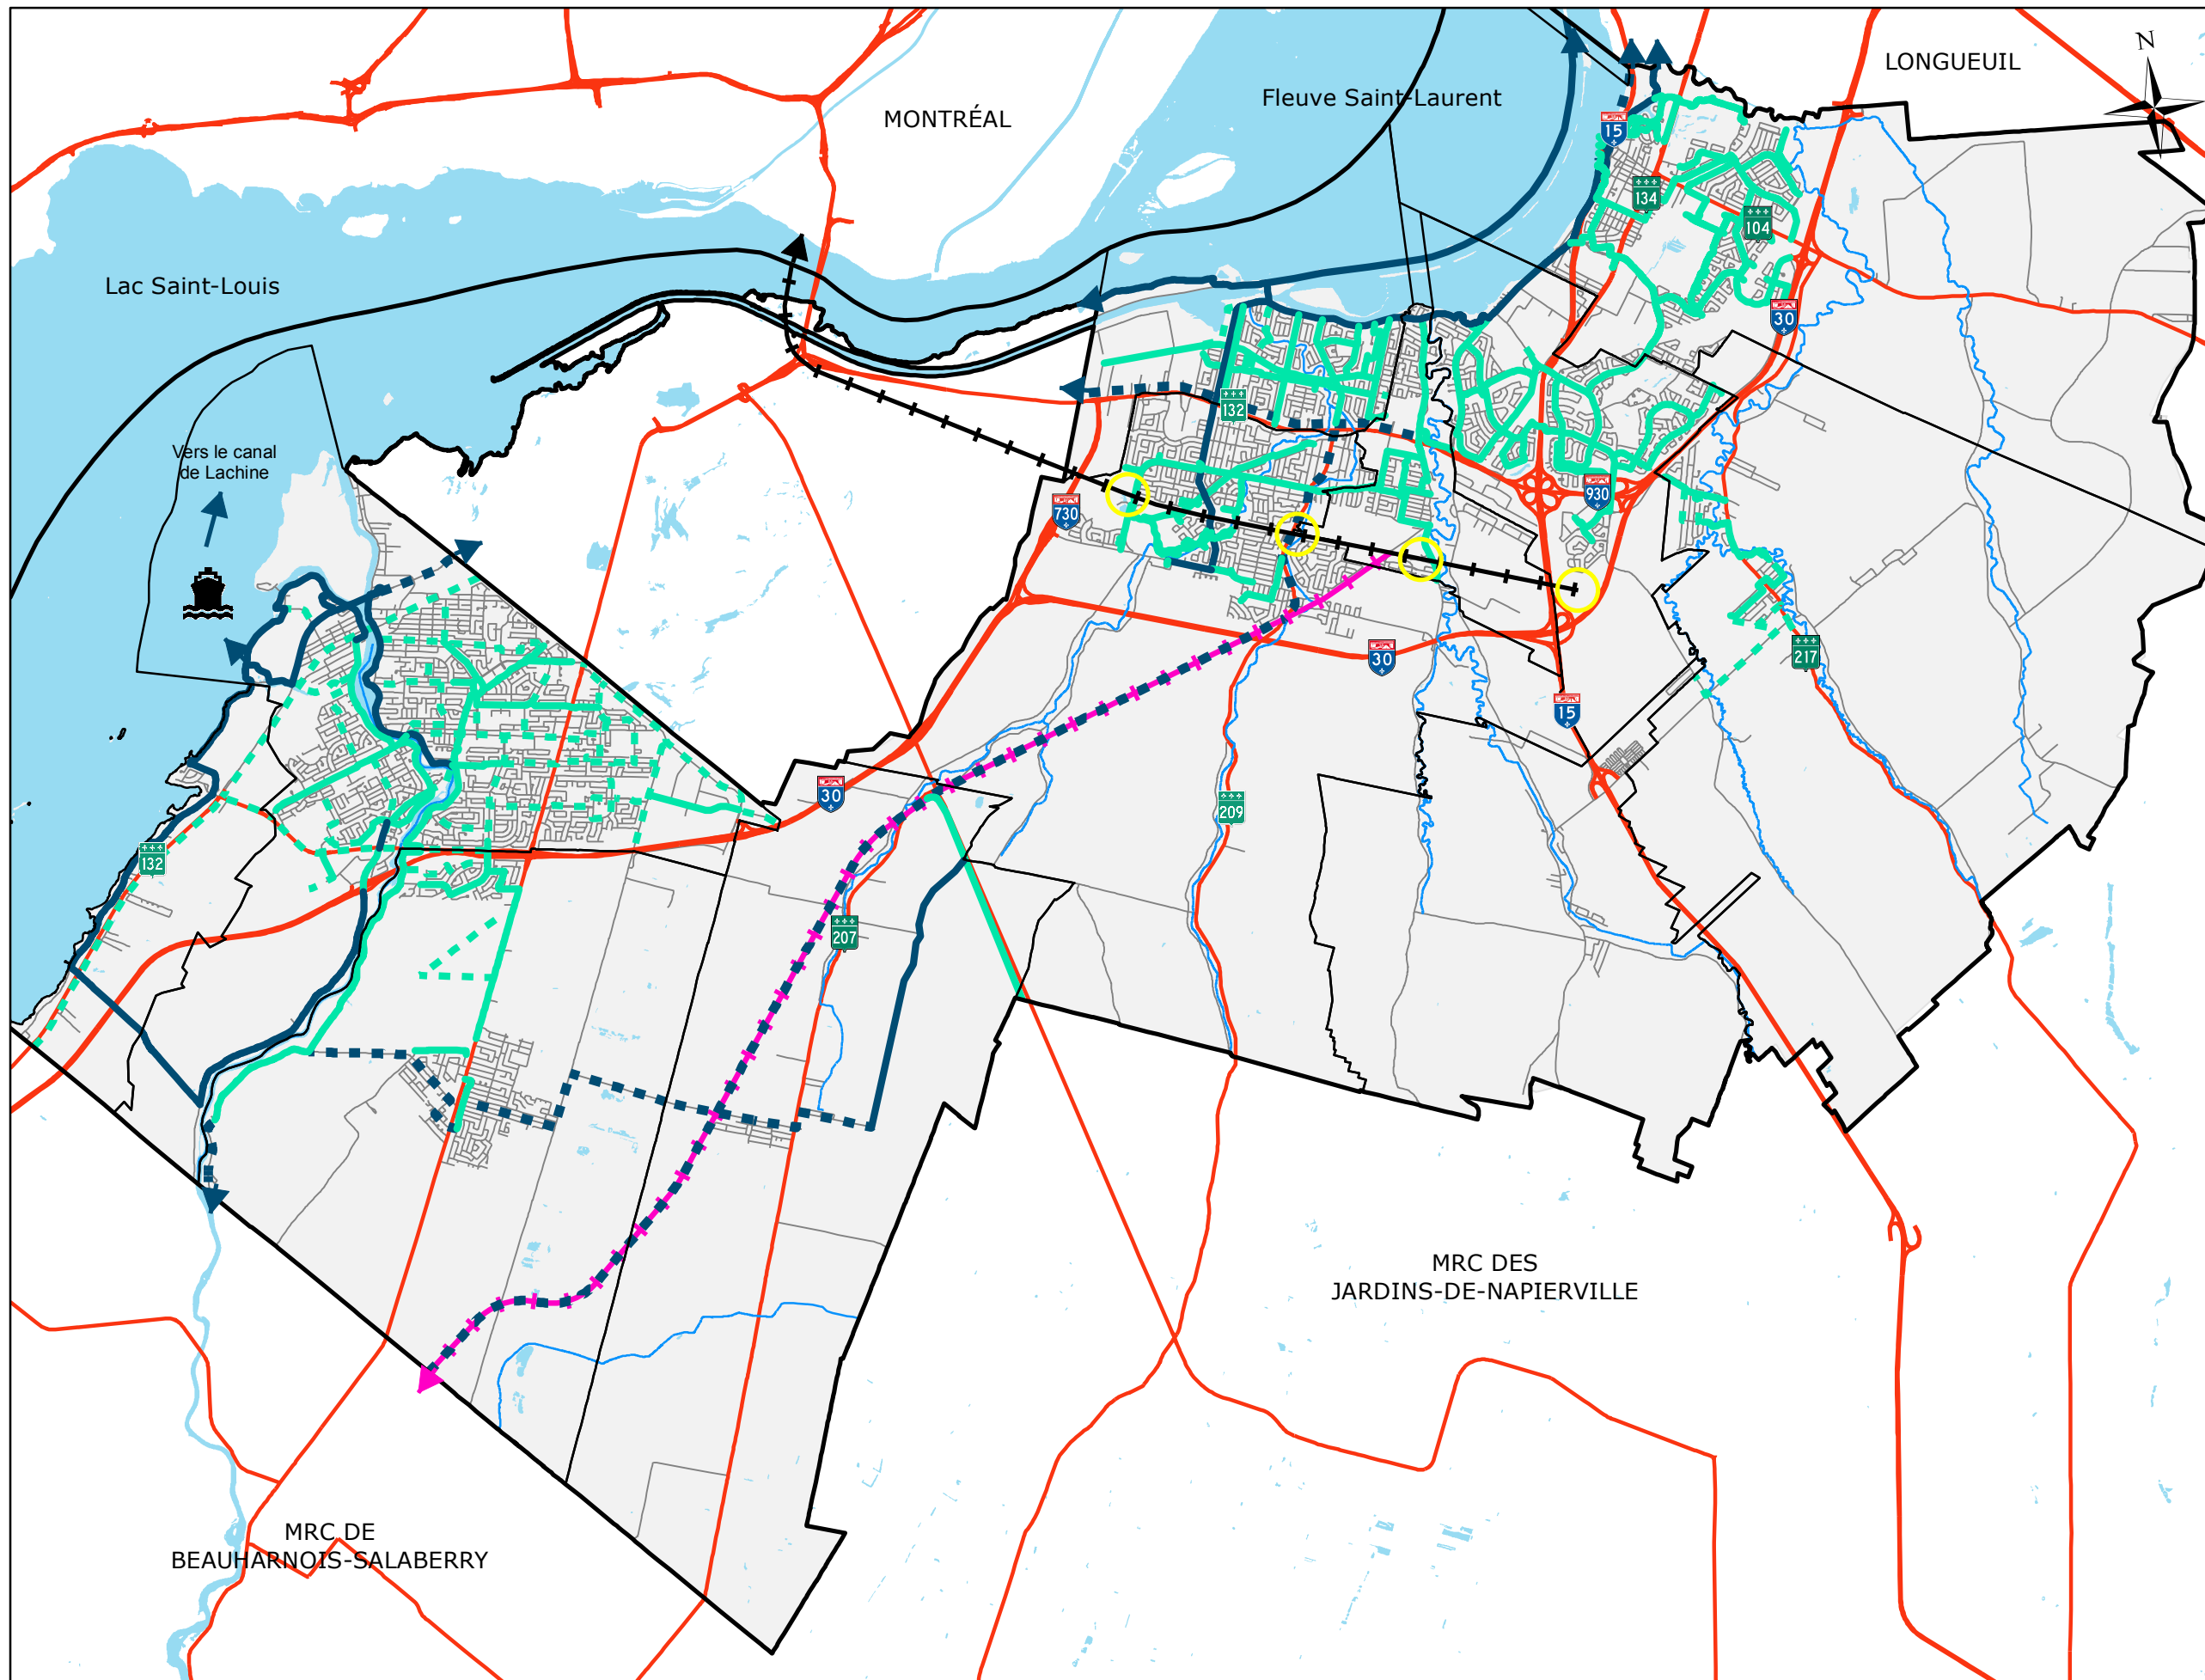 LONGUEUIL
N
Fleuve Saint-Laurent
MONTRÉAL
15
134
104
Lac Saint-Louis
30
132
Vers le canal
de Lachine
930
730
217
30
15
30
209
132
207
MRC DES
JARDINS-DE-NAPIERVILLE
MRC DE
BEAUHARNOIS-SALABERRY